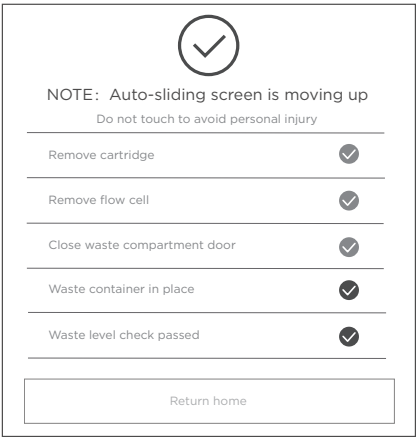 NOTE: Auto-sliding screen is moving up
Do not touch to avoid personal injury
Remove cartridge
Remove flow cell
Close waste compartment door
Waste container in place
Waste level check passed
Return home